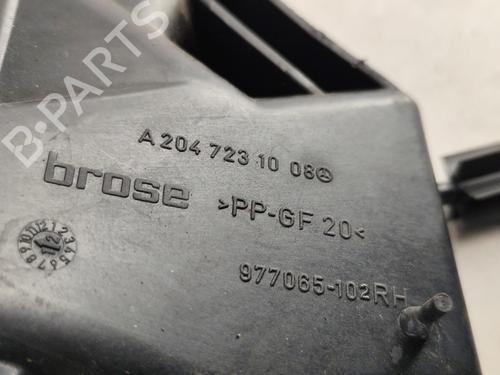 B-PARTS
A 204 723 10 08
brose
>PP-GF 20<
977065-102RH